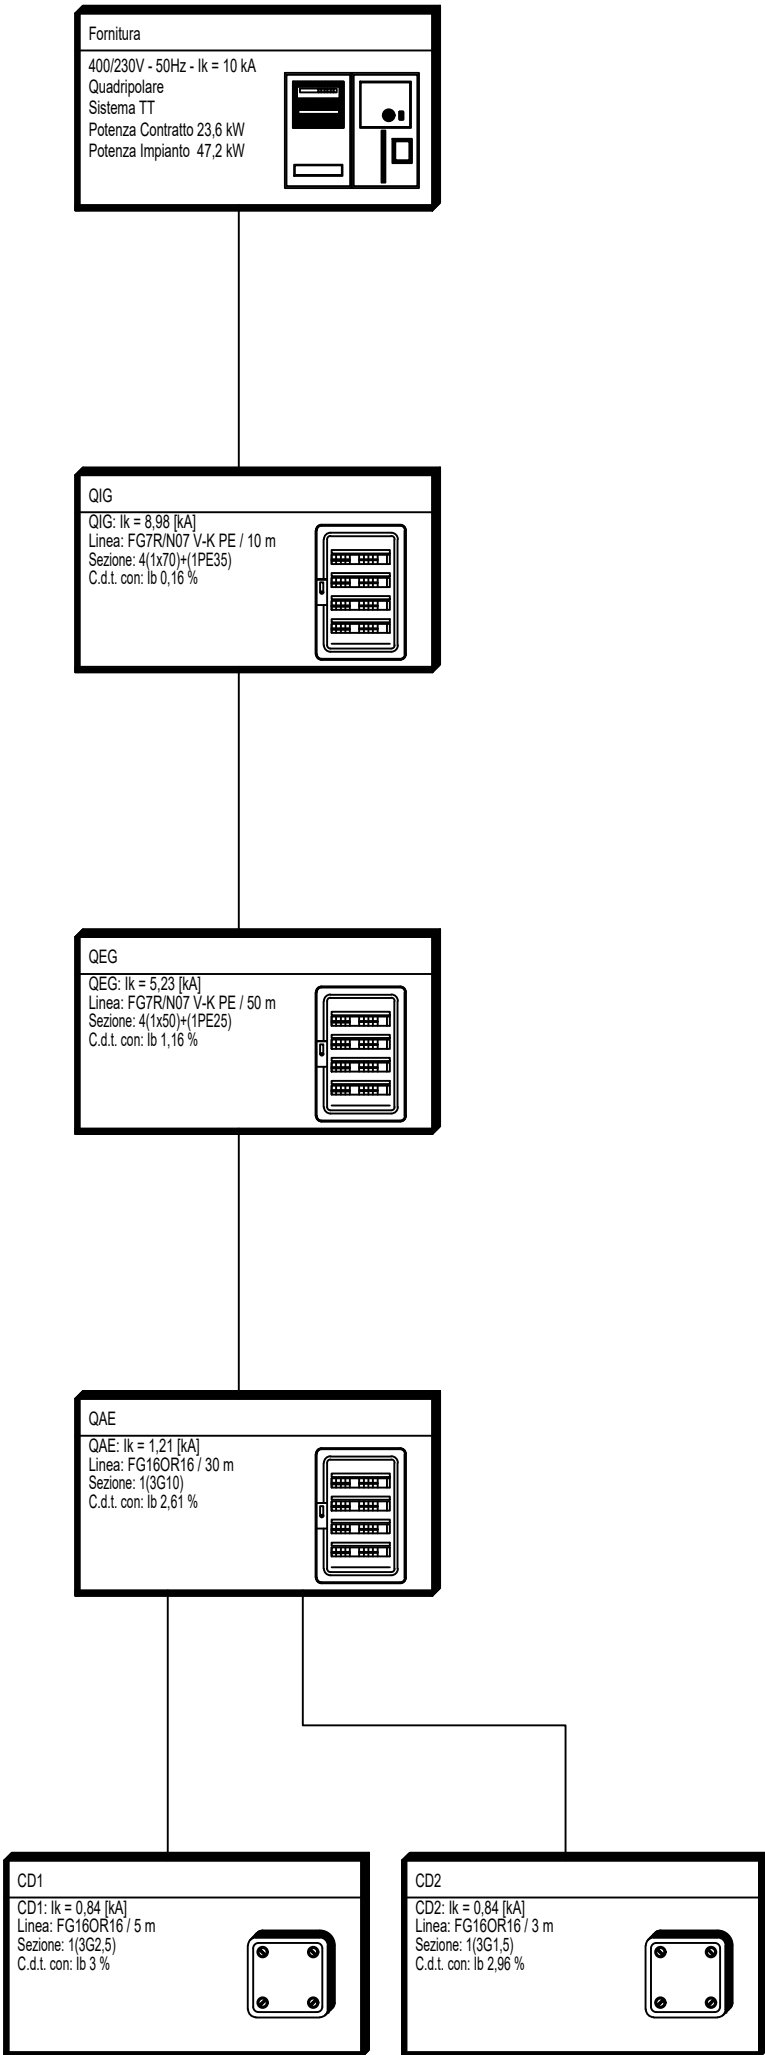 Fornitura
400/230V - 50Hz - Ik = 10 kA
Quadripolare
Sistema TT
Potenza Contratto 23,6 kW
Potenza Impianto 47,2 kW
QIG
QIG: Ik = 8,98 [kA]
Linea: FG7R/N07 V-K PE / 10 m
Sezione: 4(1x70)+(1PE35)
C.d.t. con: Ib 0,16 %
QEG
QEG: Ik = 5,23 [kA]
Linea: FG7R/N07 V-K PE / 50 m
Sezione: 4(1x50)+(1PE25)
C.d.t. con: Ib 1,16 %
QAE
QAE: Ik = 1,21 [kA]
Linea: FG16OR16 / 30 m
Sezione: 1(3G10)
C.d.t. con: Ib 2,61 %
CD1
CD1: Ik = 0,84 [kA]
Linea: FG16OR16 / 5 m
Sezione: 1(3G2,5)
C.d.t. con: Ib 3 %
CD2
CD2: Ik = 0,84 [kA]
Linea: FG16OR16 / 3 m
Sezione: 1(3G1,5)
C.d.t. con: Ib 2,96 %